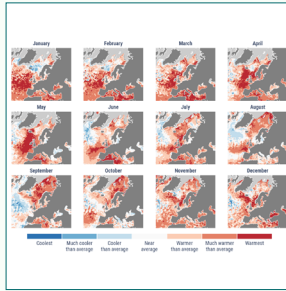 January February March April
May June July August
September October November December
Coolest Much cooler than average Cooler than average Near average Warmer than average Much warmer than average Warmest